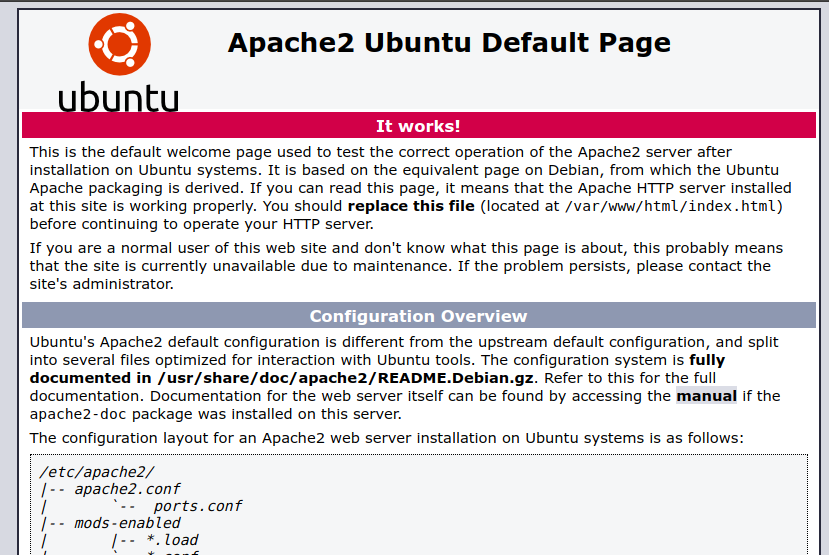 Apache2 Ubuntu Default Page
ubuntu
It works!
This is the default welcome page used to test the correct operation of the Apache2 server after
installation on Ubuntu systems. It is based on the equivalent page on Debian, from which the Ubuntu
Apache packaging is derived. If you can read this page, it means that the Apache HTTP server installed
at this site is working properly. You should replace this file (located at /var/www/html/index.html)
before continuing to operate your HTTP server.
If you are a normal user of this web site and don't know what this page is about, this probably means
that the site is currently unavailable due to maintenance. If the problem persists, please contact the
site's administrator.
Configuration Overview
Ubuntu's Apache2 default configuration is different from the upstream default configuration, and split
into several files optimized for interaction with Ubuntu tools. The configuration system is fully
documented in /usr/share/doc/apache2/README.Debian.gz. Refer to this for the full
documentation. Documentation for the web server itself can be found by accessing the manual if the
apache2-doc package was installed on this server.
The configuration layout for an Apache2 web server installation on Ubuntu systems is as follows:
/etc/apache2/
|-- apache2.conf
|       `--  ports.conf
|-- mods-enabled
|       |-- *.load
|       `-- *.conf